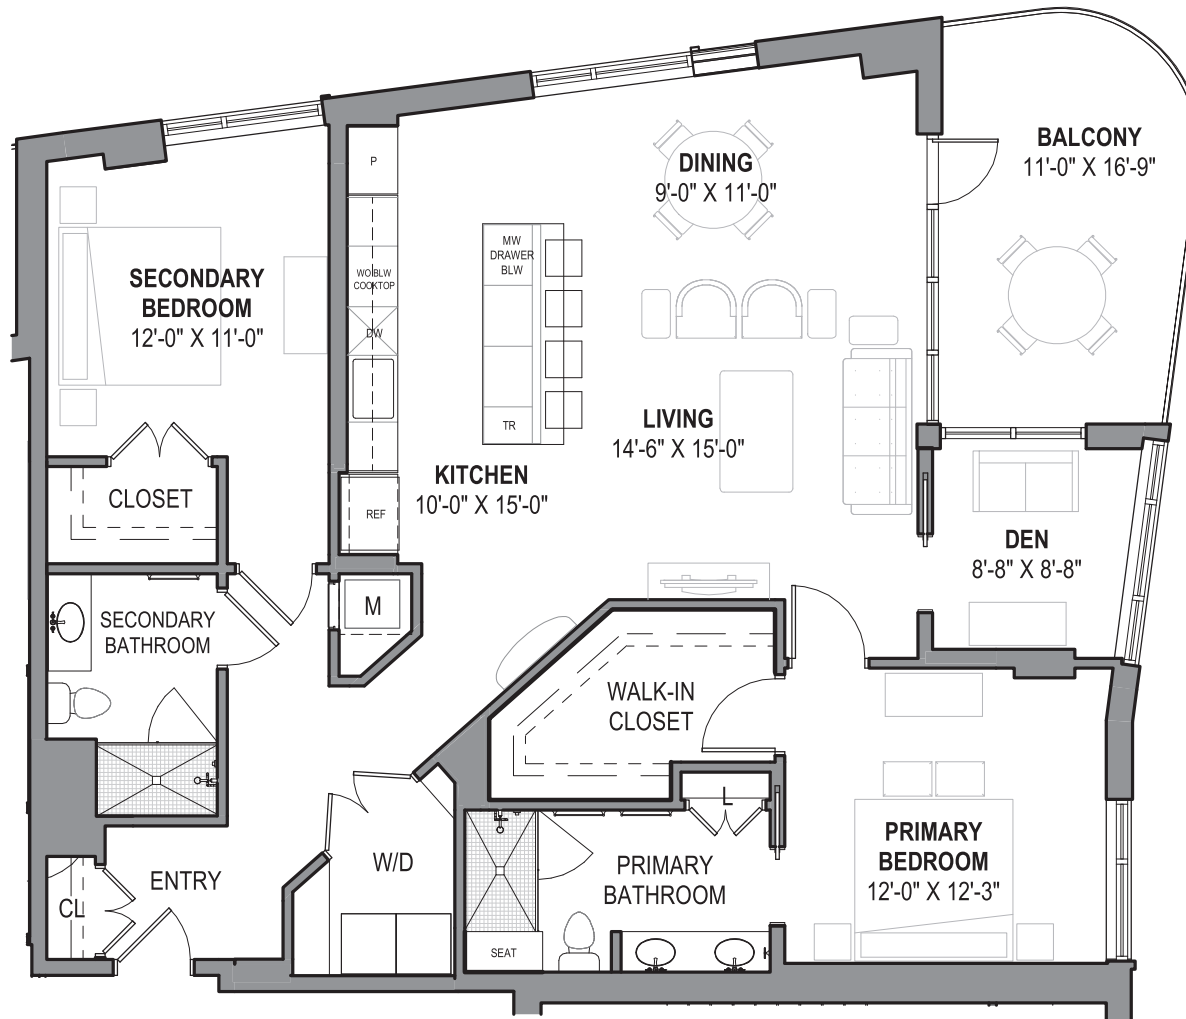 BALCONY
11'-0" X 16'-9"
DINING
9'-0" X 11'-0"
P
MW
DRAWER
BLW
SECONDARY
BEDROOM
12'-0" X 11'-0"
WO BLW
COOKTOP
DW
TR
LIVING
14'-6" X 15'-0"
KITCHEN
10'-0" X 15'-0"
CLOSET
REF
DEN
8'-8" X 8'-8"
M
SECONDARY
BATHROOM
WALK-IN
CLOSET
L
W/D
PRIMARY
BATHROOM
PRIMARY
BEDROOM
12'-0" X 12'-3"
ENTRY
CL
SEAT